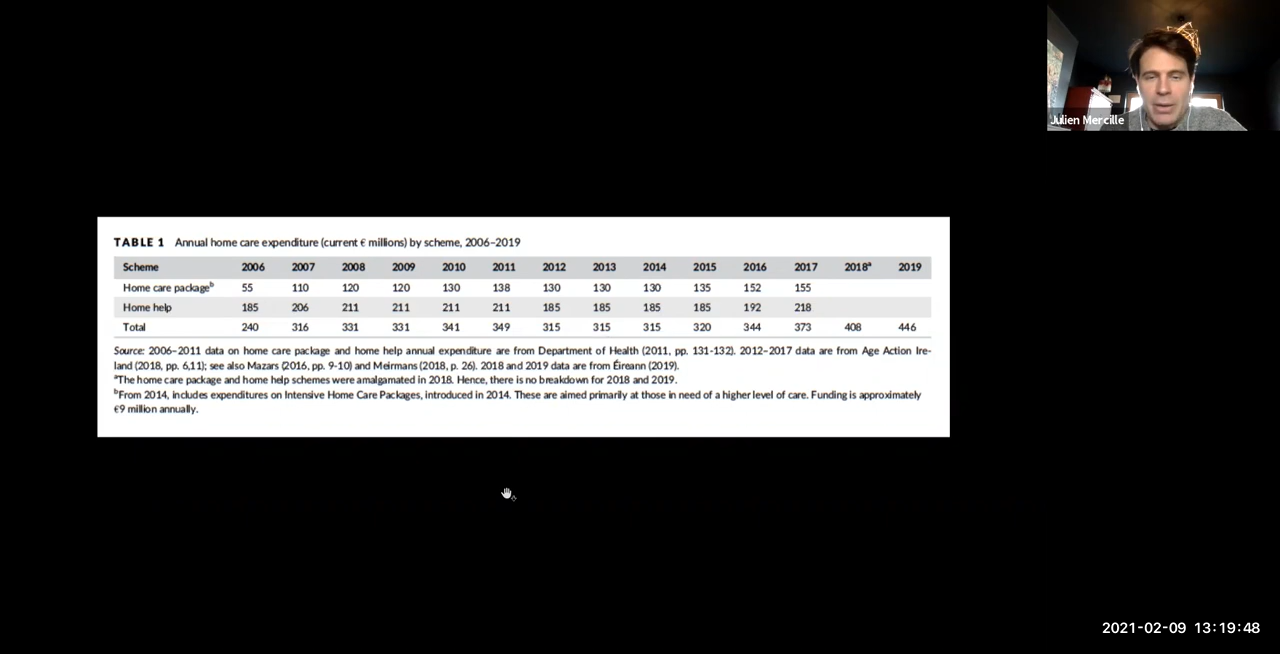 Julien Mercille
TABLE 1 Annual home care expenditure (current € millions) by scheme, 2006–2019
Scheme 2006 2007 2008 2009 2010 2011 2012 2013 2014 2015 2016 2017 2018a 2019
Home care packageb 55 110 120 120 130 138 130 130 130 135 152 155
Home help 185 206 211 211 211 211 185 185 185 185 192 218
Total 240 316 331 331 341 349 315 315 315 320 344 373 408 446
Source: 2006–2011 data on home care package and home help annual expenditure are from Department of Health (2011, pp. 131-132). 2012–2017 data are from Age Action Ire-
land (2018, pp. 6,11); see also Mazars (2016, pp. 9-10) and Meirmans (2018, p. 26). 2018 and 2019 data are from Éireann (2019).
aThe home care package and home help schemes were amalgamated in 2018. Hence, there is no breakdown for 2018 and 2019.
bFrom 2014, includes expenditures on Intensive Home Care Packages, introduced in 2014. These are aimed primarily at those in need of a higher level of care. Funding is approximately
€9 million annually.
2021-02-09 13:19:48